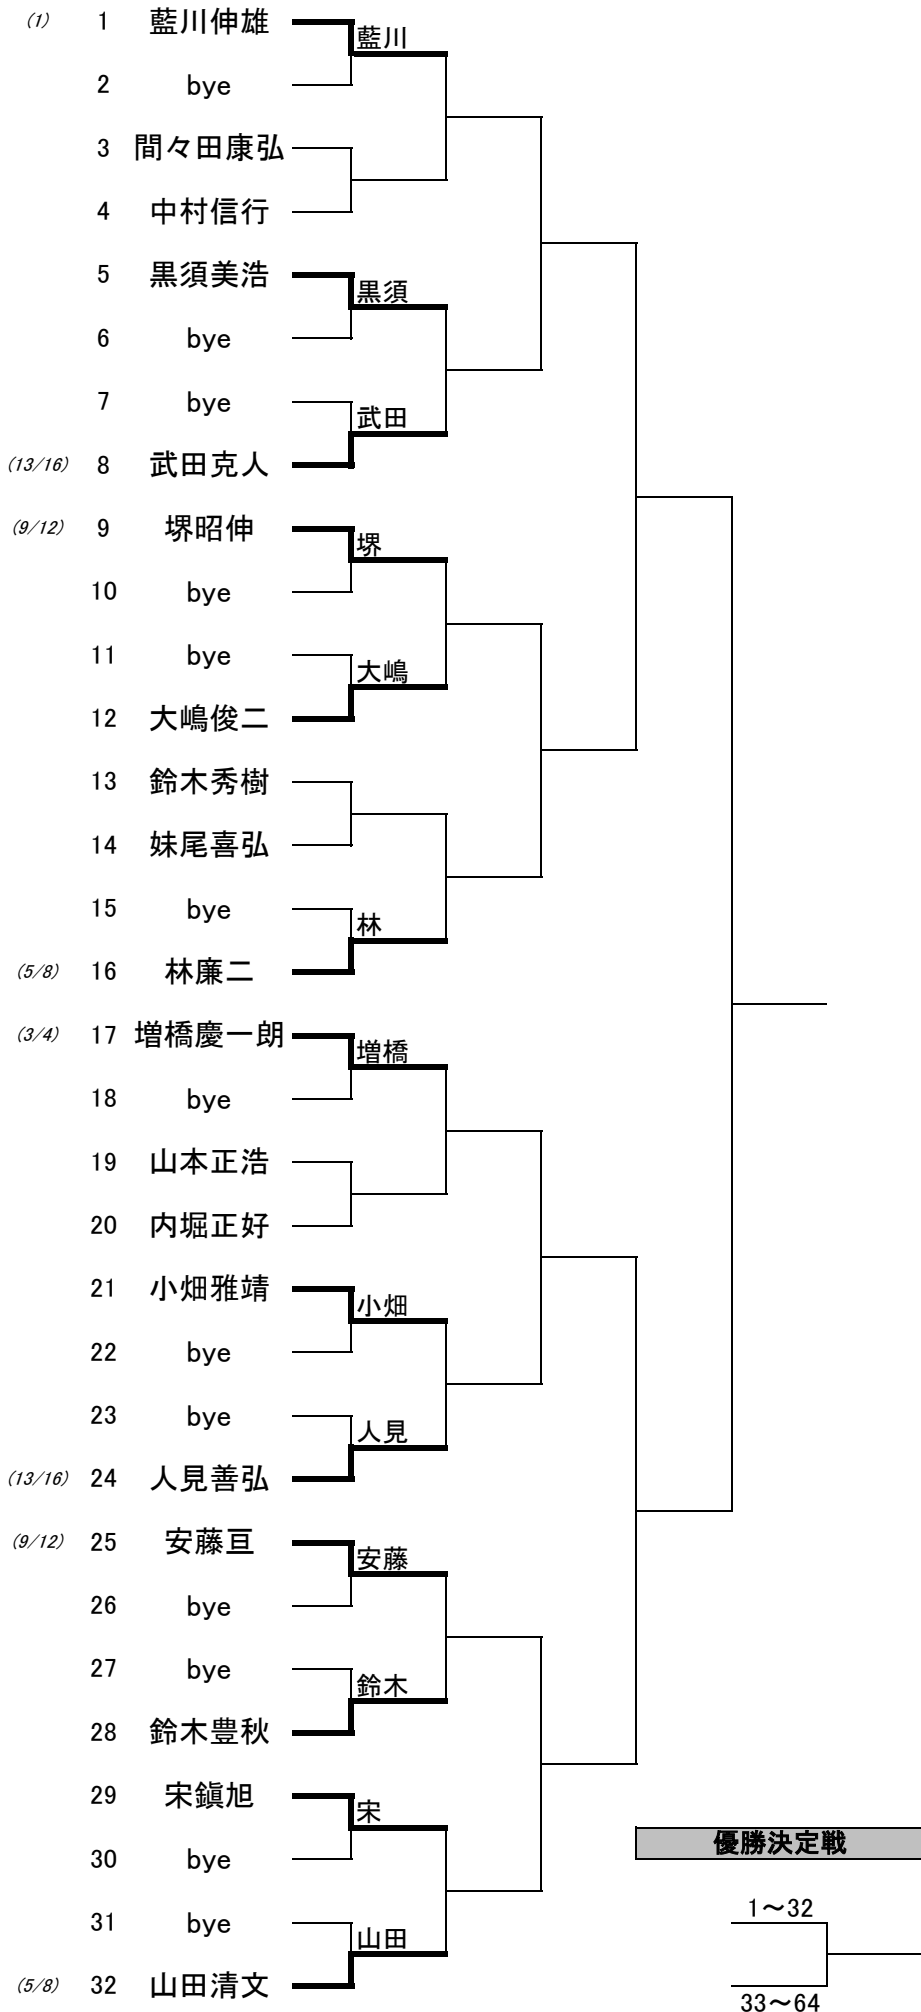 (1) 1 藍川伸雄
藍川
2 bye
3 間々田康弘
4 中村信行
5 黒須美浩
黒須
6 bye
7 bye
武田
(13/16) 8 武田克人
(9/12) 9 堺昭伸
堺
10 bye
11 bye
大嶋
12 大嶋俊二
13 鈴木秀樹
14 妹尾喜弘
15 bye
林
(5/8) 16 林廉二
(3/4) 17 増橋慶一朗
増橋
18 bye
19 山本正浩
20 内堀正好
21 小畑雅靖
小畑
22 bye
23 bye
人見
(13/16) 24 人見善弘
(9/12) 25 安藤亘
安藤
26 bye
27 bye
鈴木
28 鈴木豊秋
29 宋鎭旭
宋
30 bye
31 bye
山田
(5/8) 32 山田清文
優勝決定戦
1～32
33～64